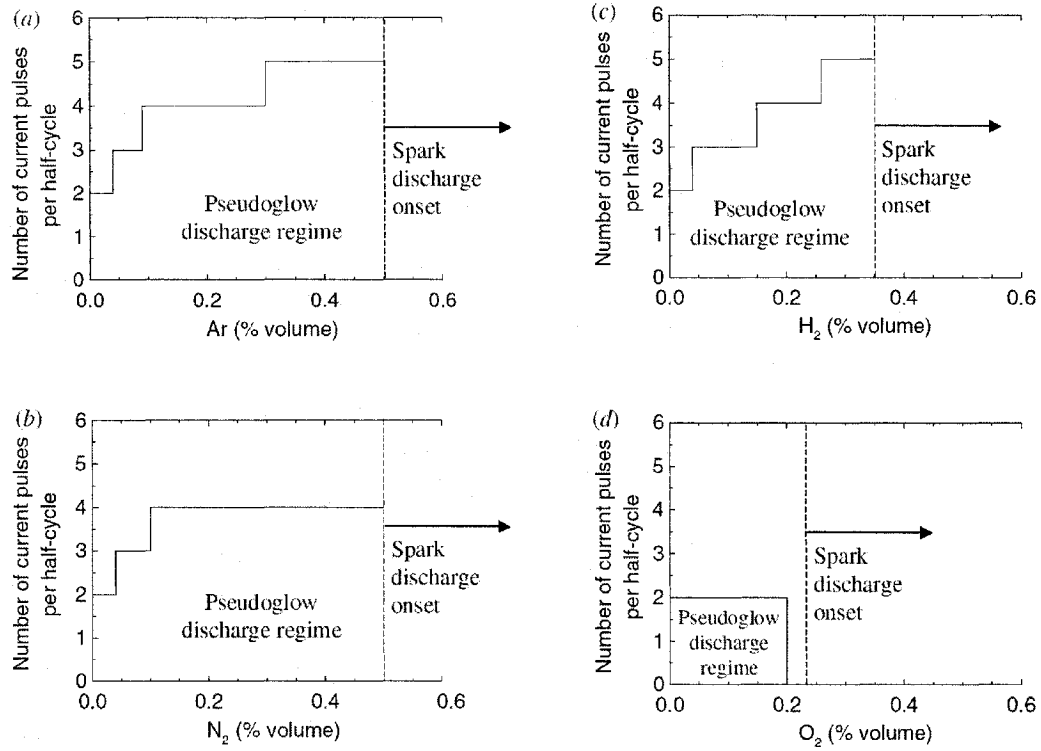 (a)
Number of current pulses
per half-cycle
6
5
4
3
2
1
0
Pseudoglow
discharge regime
Spark
discharge
onset
0.0 0.2 0.4 0.6
Ar (% volume)
(c)
Number of current pulses
per half-cycle
6
5
4
3
2
1
0
Pseudoglow
discharge regime
Spark
discharge
onset
0.0 0.2 0.4 0.6
H₂ (% volume)
(b)
Number of current pulses
per half-cycle
6
5
4
3
2
1
0
Pseudoglow
discharge regime
Spark
discharge
onset
0.0 0.2 0.4 0.6
N₂ (% volume)
(d)
Number of current pulses
per half-cycle
6
5
4
3
2
1
0
Pseudoglow
discharge
regime
Spark
discharge
onset
0.0 0.2 0.4 0.6
O₂ (% volume)